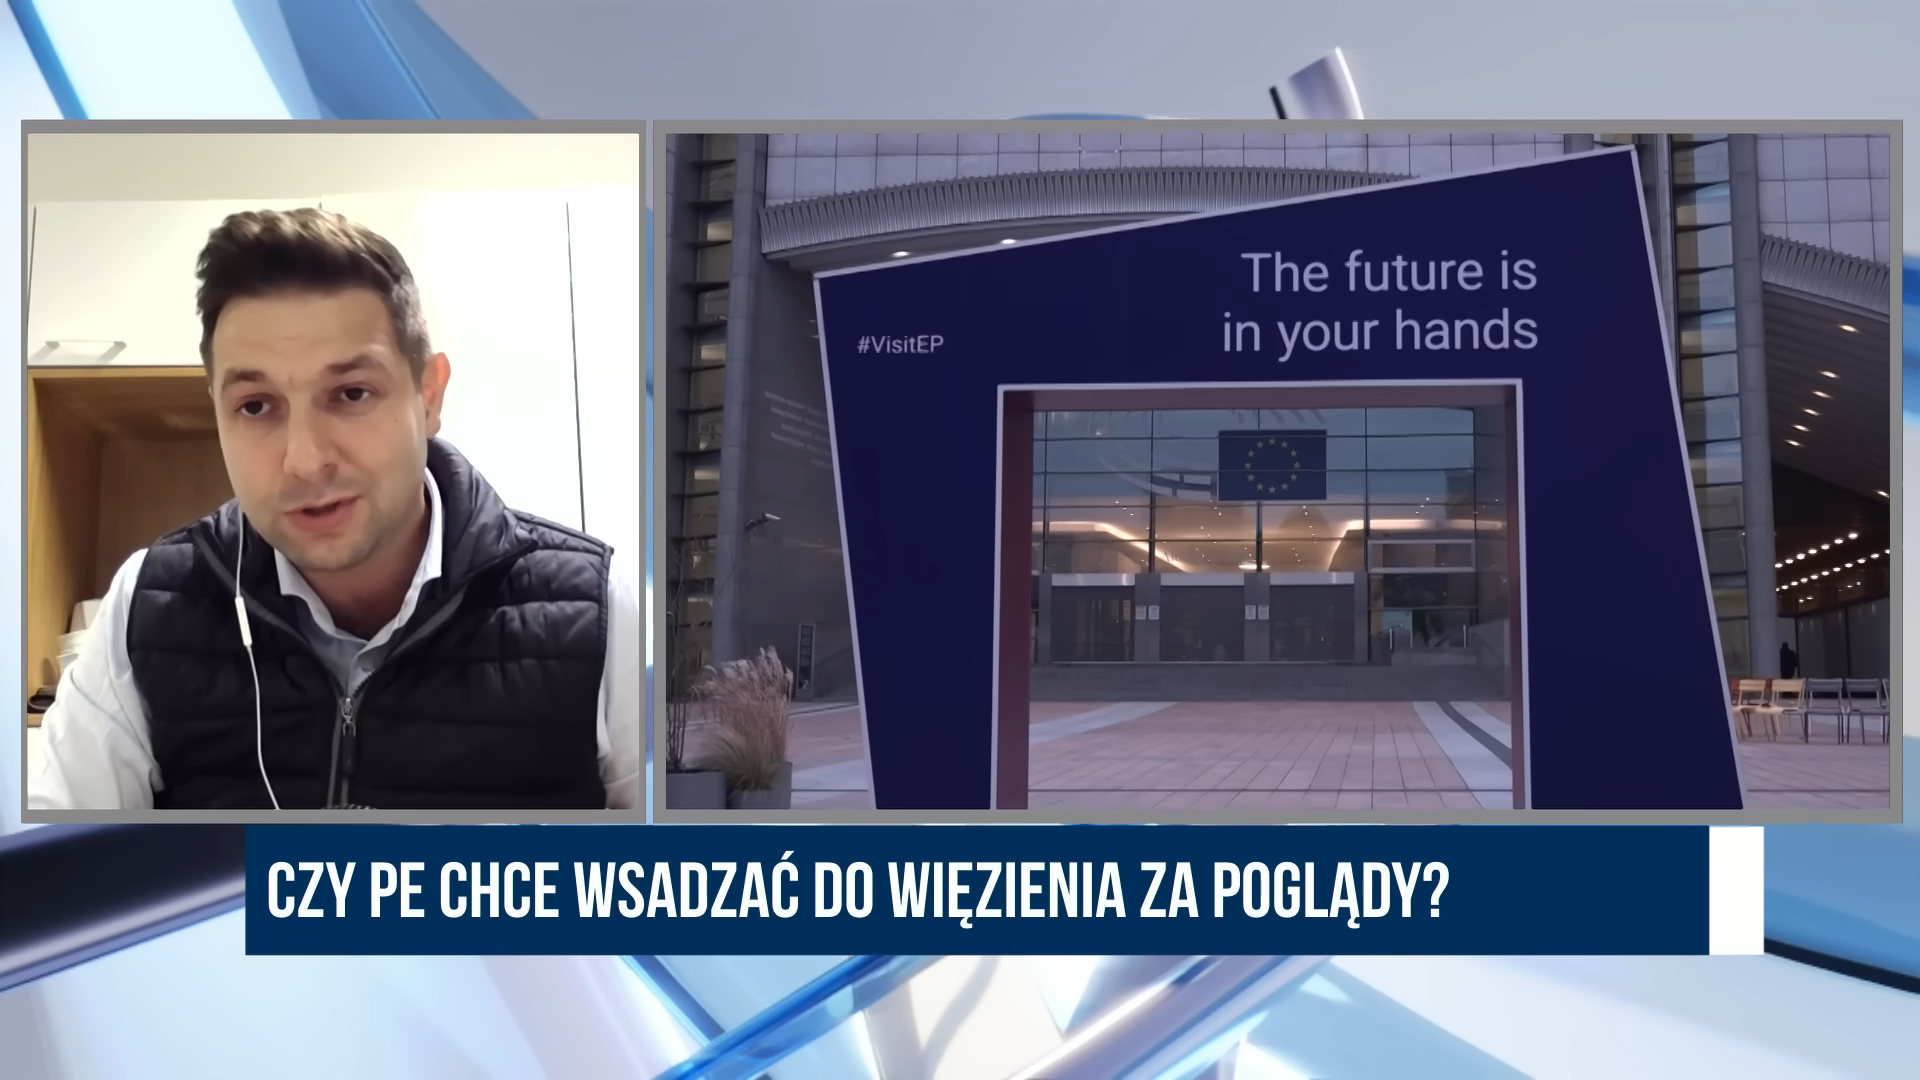 #VisitEP
The future is
in your hands
CZY PE CHCE WSADZAĆ DO WIĘZIENIA ZA POGLĄDY?